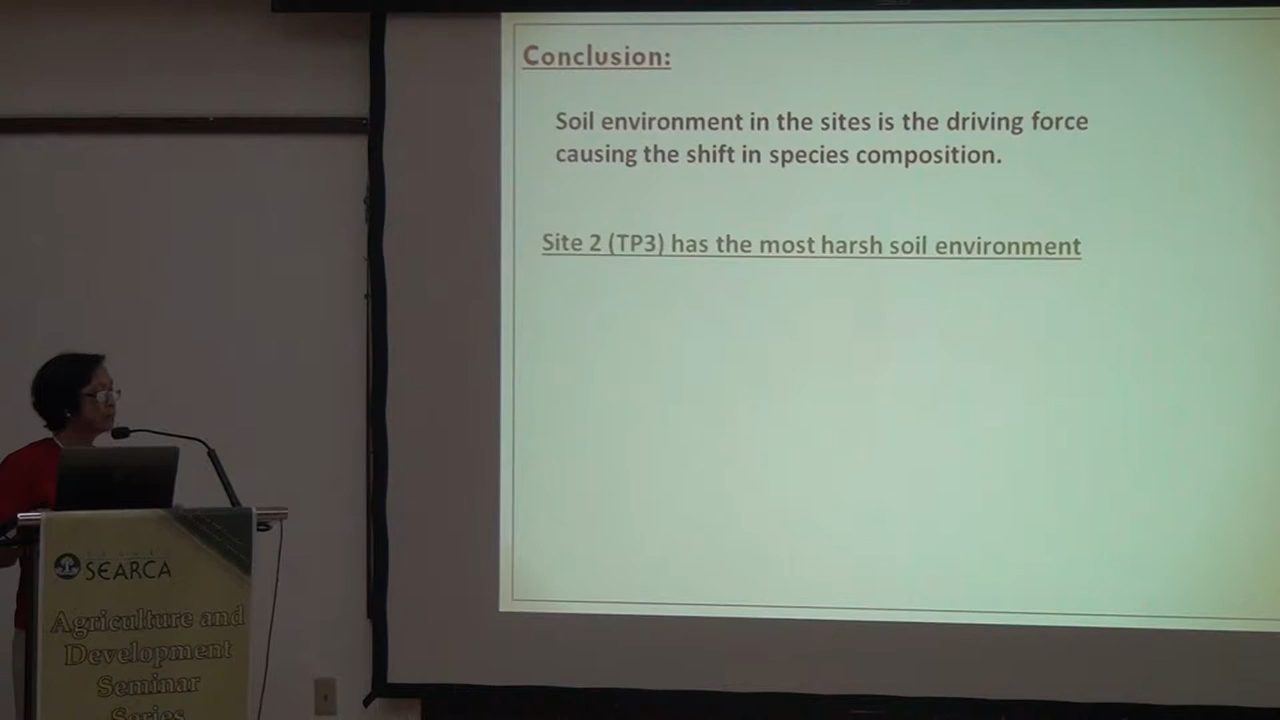 Conclusion:
Soil environment in the sites is the driving force
causing the shift in species composition.
Site 2 (TP3) has the most harsh soil environment
SEARCA
Agriculture and
Development
Seminar
Series